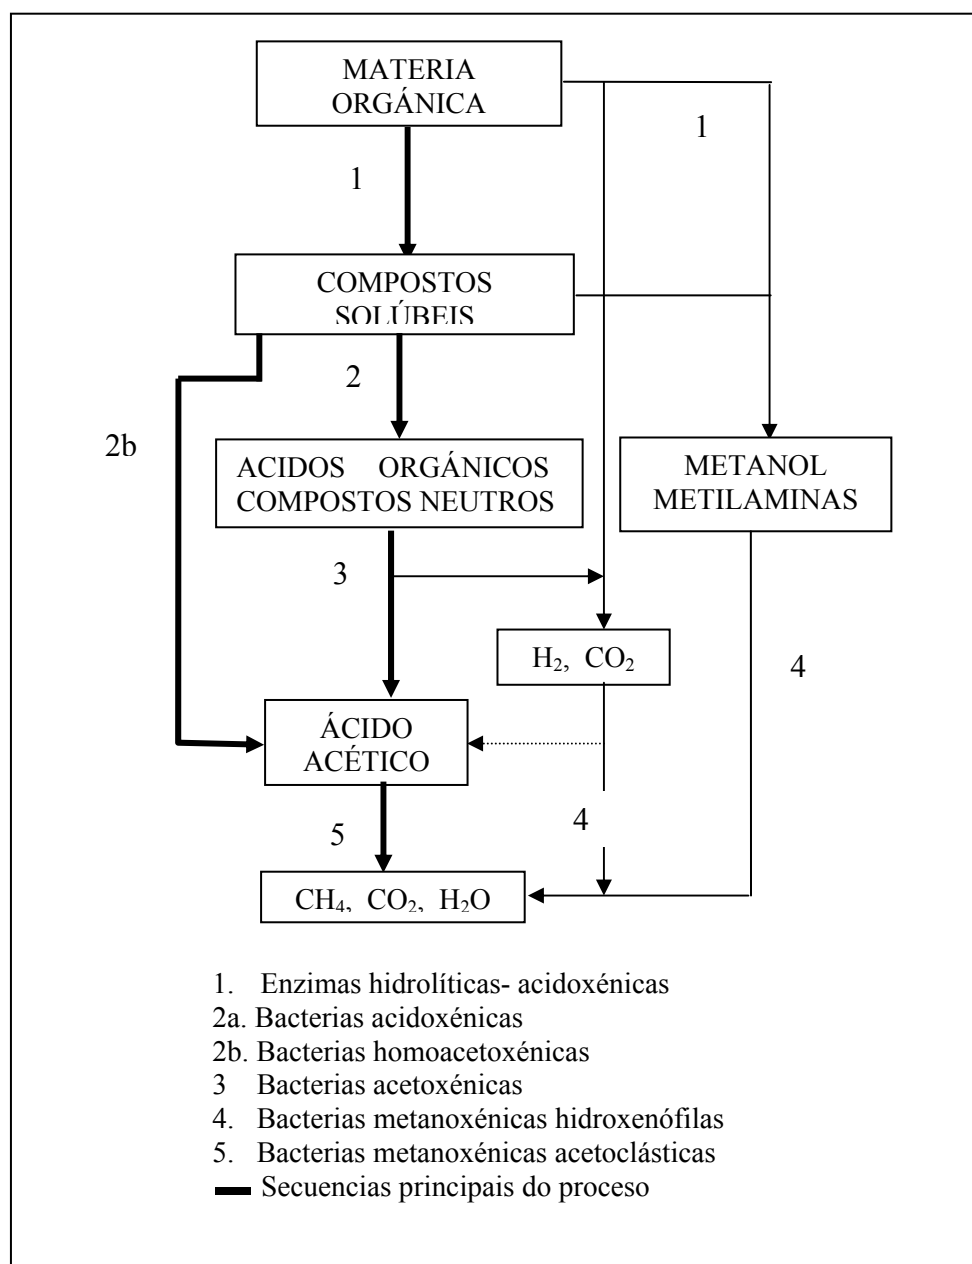 MATERIA
ORGÁNICA
1
1
COMPOSTOS
SOLÚBEIS
2
2b
ACIDOS ORGÁNICOS
COMPOSTOS NEUTROS
METANOL
METILAMINAS
3
H₂, CO₂
4
ÁCIDO
ACÉTICO
4
5
CH₄, CO₂, H₂O
1. Enzimas hidrolíticas- acidoxénicas
2a. Bacterias acidoxénicas
2b. Bacterias homoacetoxénicas
3 Bacterias acetoxénicas
4. Bacterias metanoxénicas hidroxenófilas
5. Bacterias metanoxénicas acetoclásticas
Secuencias principais do proceso